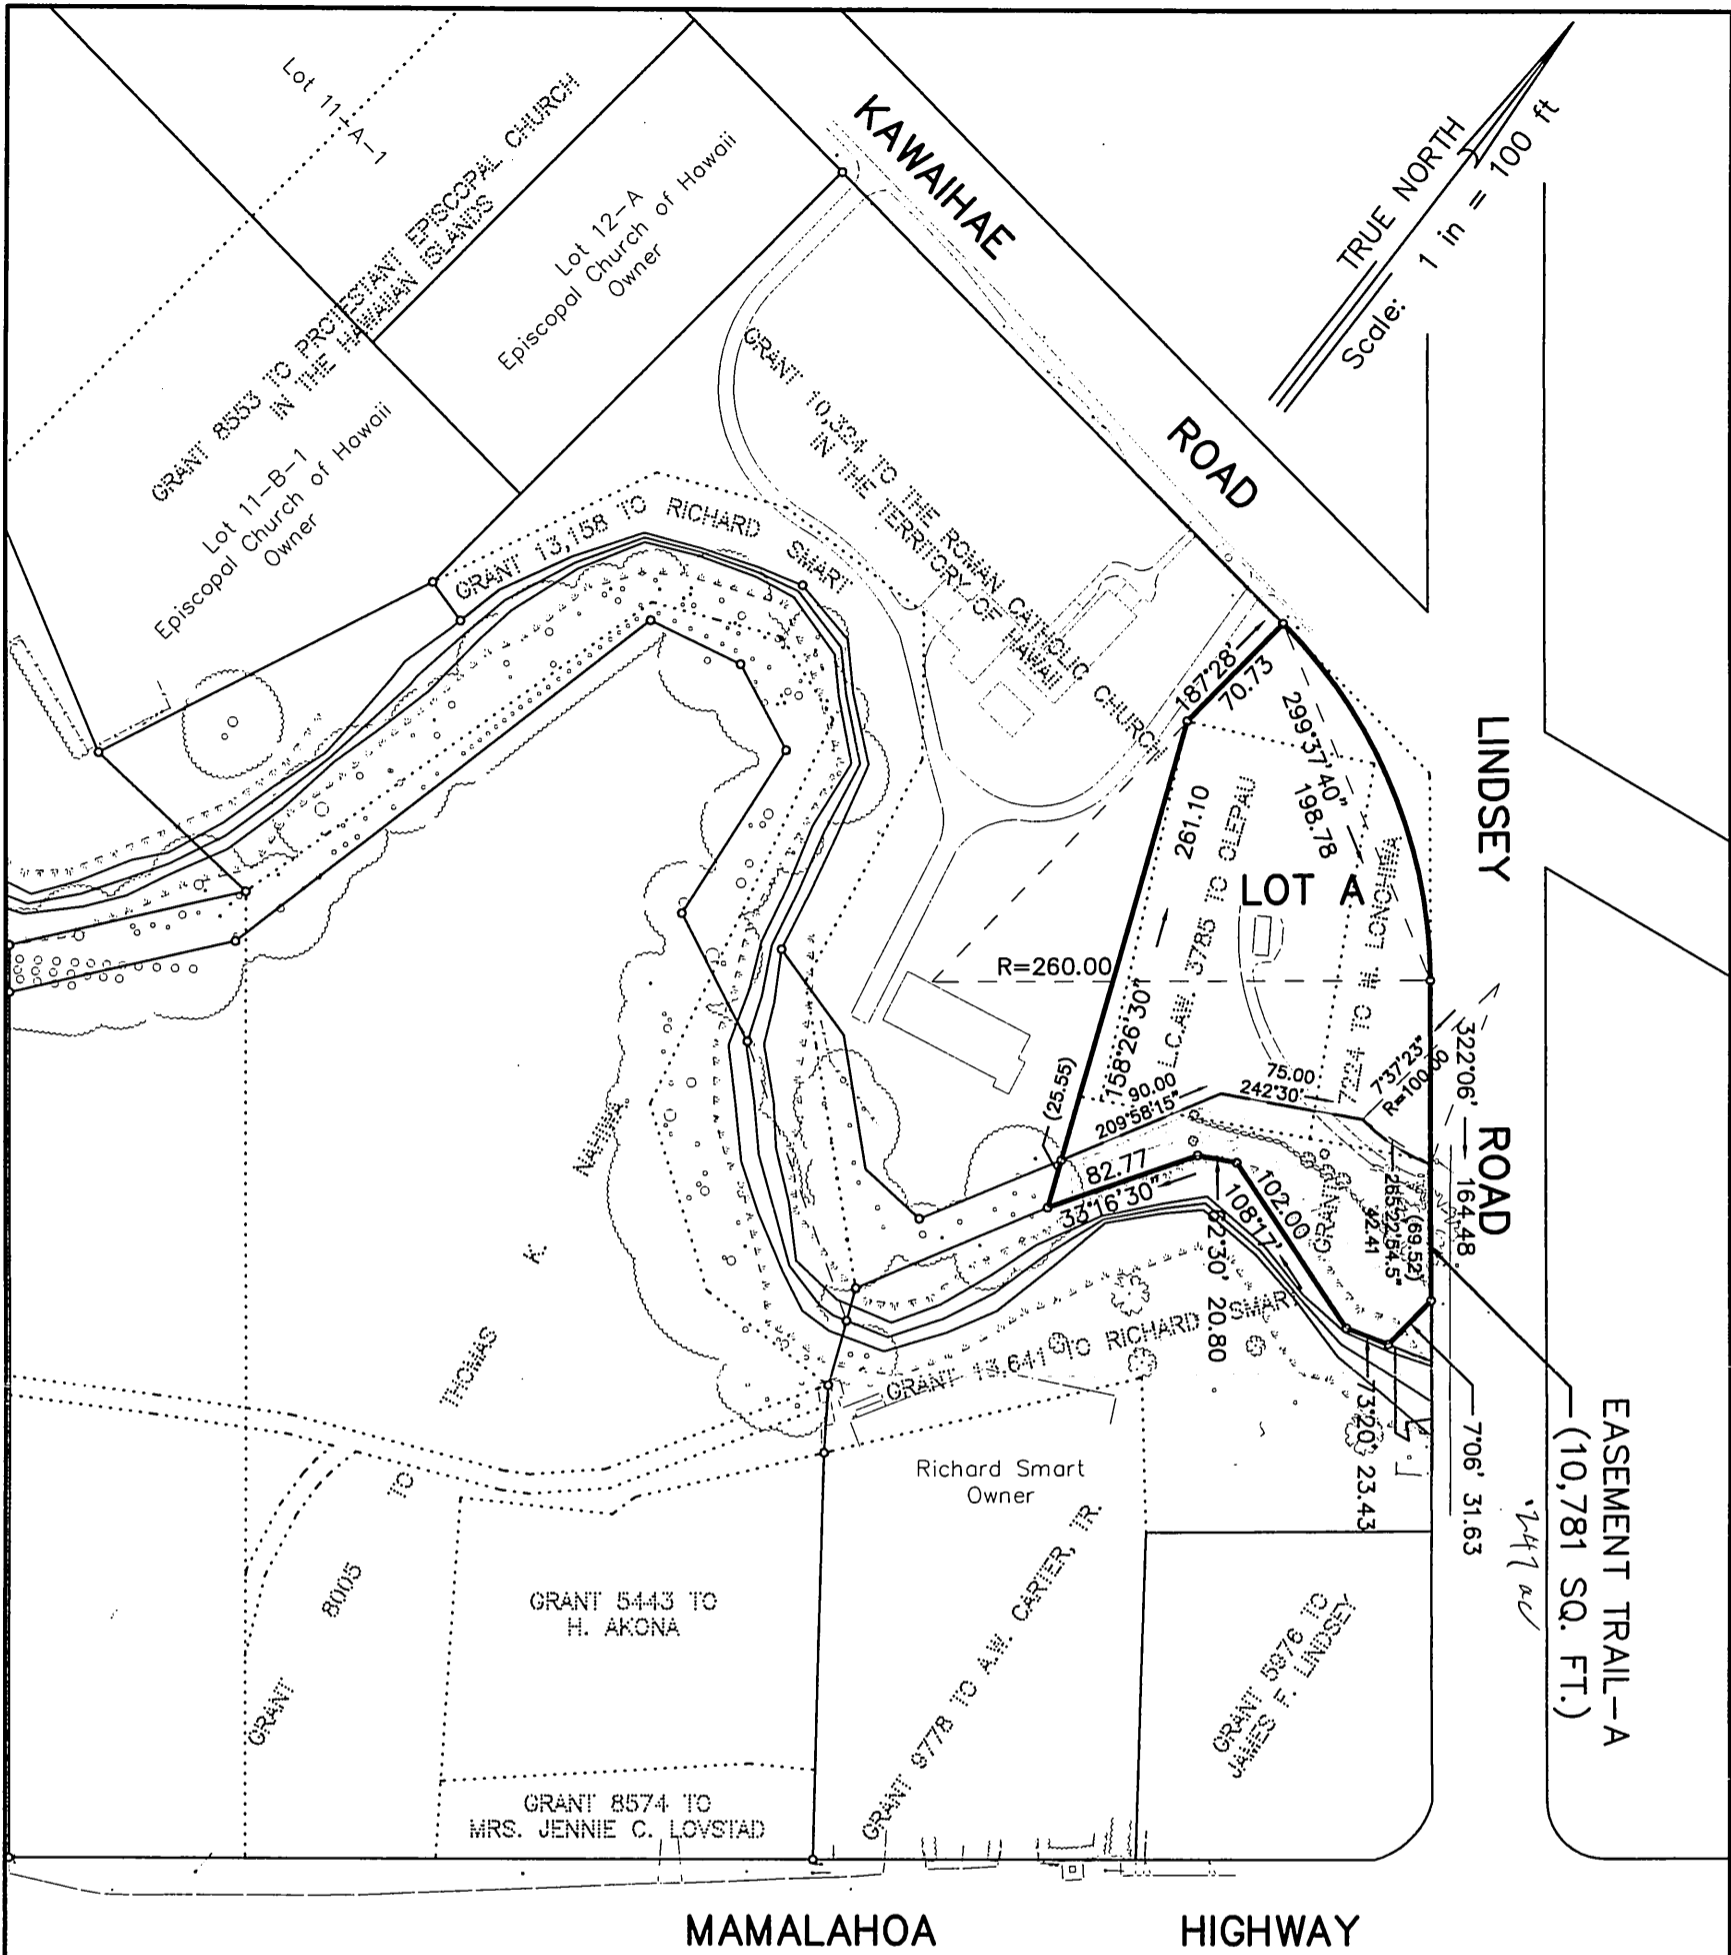 Lot 11-A-1
GRANT 8553 TO PROTESTANT EPISCOPAL CHURCH
IN THE HAWAIIAN ISLANDS
Lot 12-A
Episcopal Church of Hawaii
Owner
Lot 11-B-1
Episcopal Church of Hawaii
Owner
KAWAIHAE
ROAD
TRUE NORTH
Scale: 1 in = 100 ft
GRANT 10,324 TO THE ROMAN CATHOLIC CHURCH
IN THE TERRITORY OF HAWAII
GRANT 13,158 TO RICHARD SMART
187°28'
70.73
299°37'40"
198.78
LINDSEY
ROAD
261.10
158°26'30"
L.C.AW. 3785 TO OLEPAU
LOT A
R=260.00
(25.55)
90.00
209°58'15"
75.00
242°30'
7°37'23"
322°06'
164.48
82.77
33°16'30"
102.00
108°17'
62°30' 20.80
265°22'54.5"
42.41
(69.52)
73°20' 23.43
7°06' 31.63
EASEMENT TRAIL-A
(10,781 SQ. FT.)
.247 ac
GRANT 13,641 TO RICHARD SMART
Richard Smart
Owner
GRANT 8005 TO THOMAS K. NAHIWA
GRANT 5443 TO
H. AKONA
GRANT 8574 TO
MRS. JENNIE C. LOVSTAD
GRANT 9778 TO A.W. CARTER, TR.
GRANT 5976 TO
JAMES F. LINDSEY
MAMALAHOA HIGHWAY